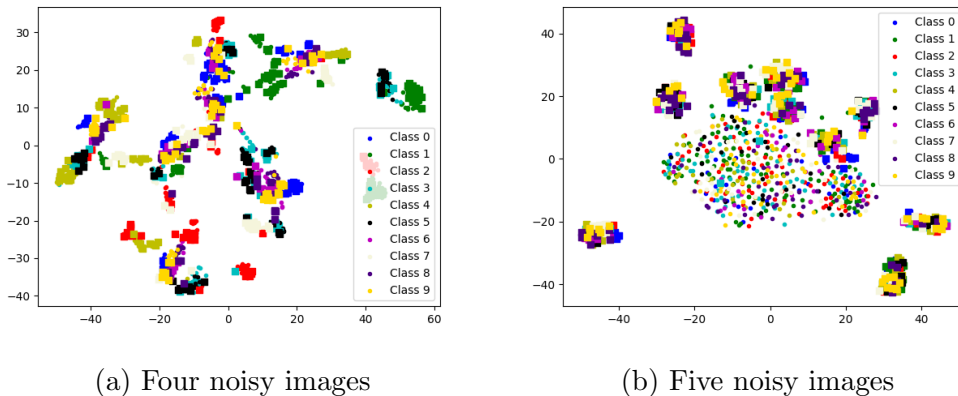 30
20
10
0
−10
−20
−30
−40
−40
−20
0
20
40
60
Class 0
Class 1
Class 2
Class 3
Class 4
Class 5
Class 6
Class 7
Class 8
Class 9
40
20
0
−20
−40
−40
−20
0
20
40
Class 0
Class 1
Class 2
Class 3
Class 4
Class 5
Class 6
Class 7
Class 8
Class 9
(a) Four noisy images
(b) Five noisy images